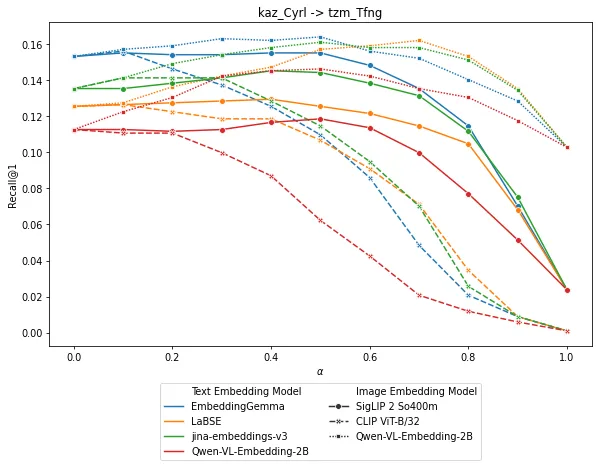 kaz_Cyrl -> tzm_Tfng
Recall@1
0.16
0.14
0.12
0.10
0.08
0.06
0.04
0.02
0.00
0.0 0.2 0.4 0.6 0.8 1.0
α
Text Embedding Model Image Embedding Model
EmbeddingGemma SigLIP 2 So400m
LaBSE CLIP ViT-B/32
jina-embeddings-v3 Qwen-VL-Embedding-2B
Qwen-VL-Embedding-2B